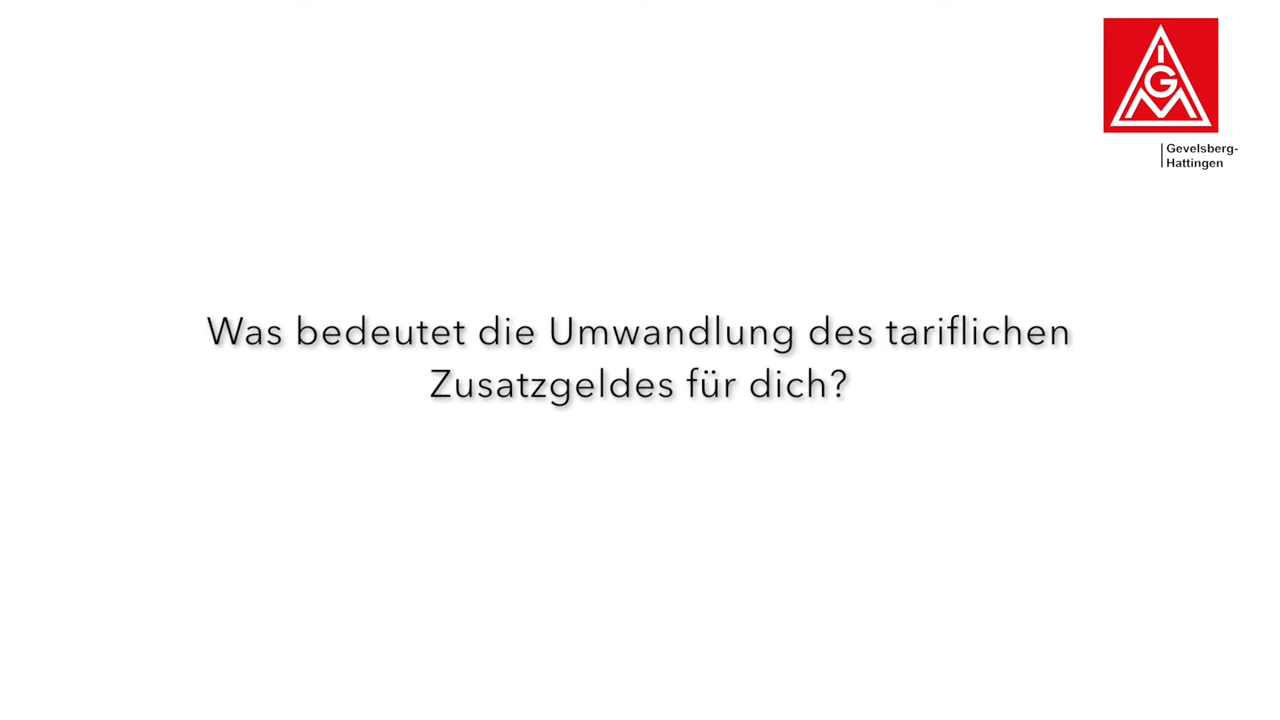 IGM
Gevelsberg-
Hattingen
Was bedeutet die Umwandlung des tariflichen
Zusatzgeldes für dich?